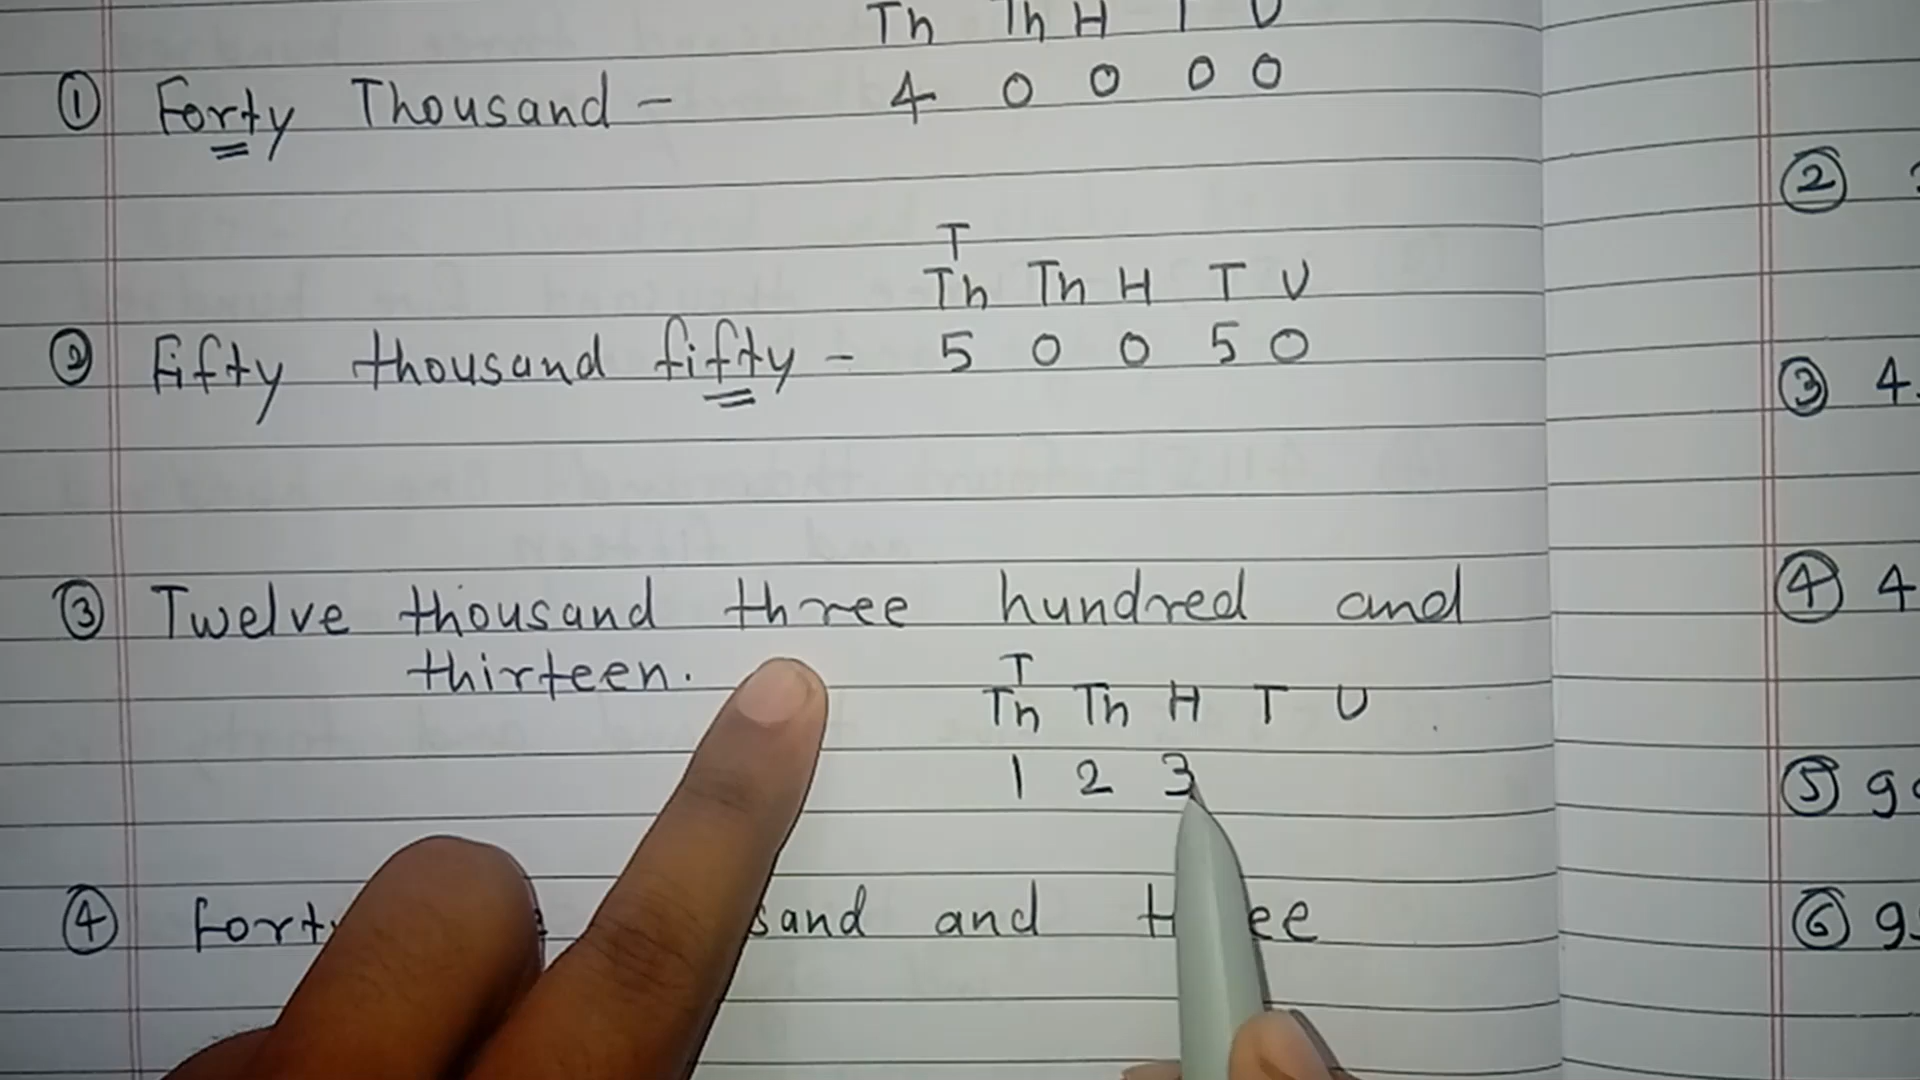 Th Th H T U
① Forty Thousand - 4 0 0 0 0
T
Th Th H T U
② Fifty thousand fifty - 5 0 0 5 0
③ Twelve thousand three hundred and
thirteen.
T
Th Th H T U
1 2 3
④ sand and
②
③ 4
④ 4
⑤ 9
⑥ 9